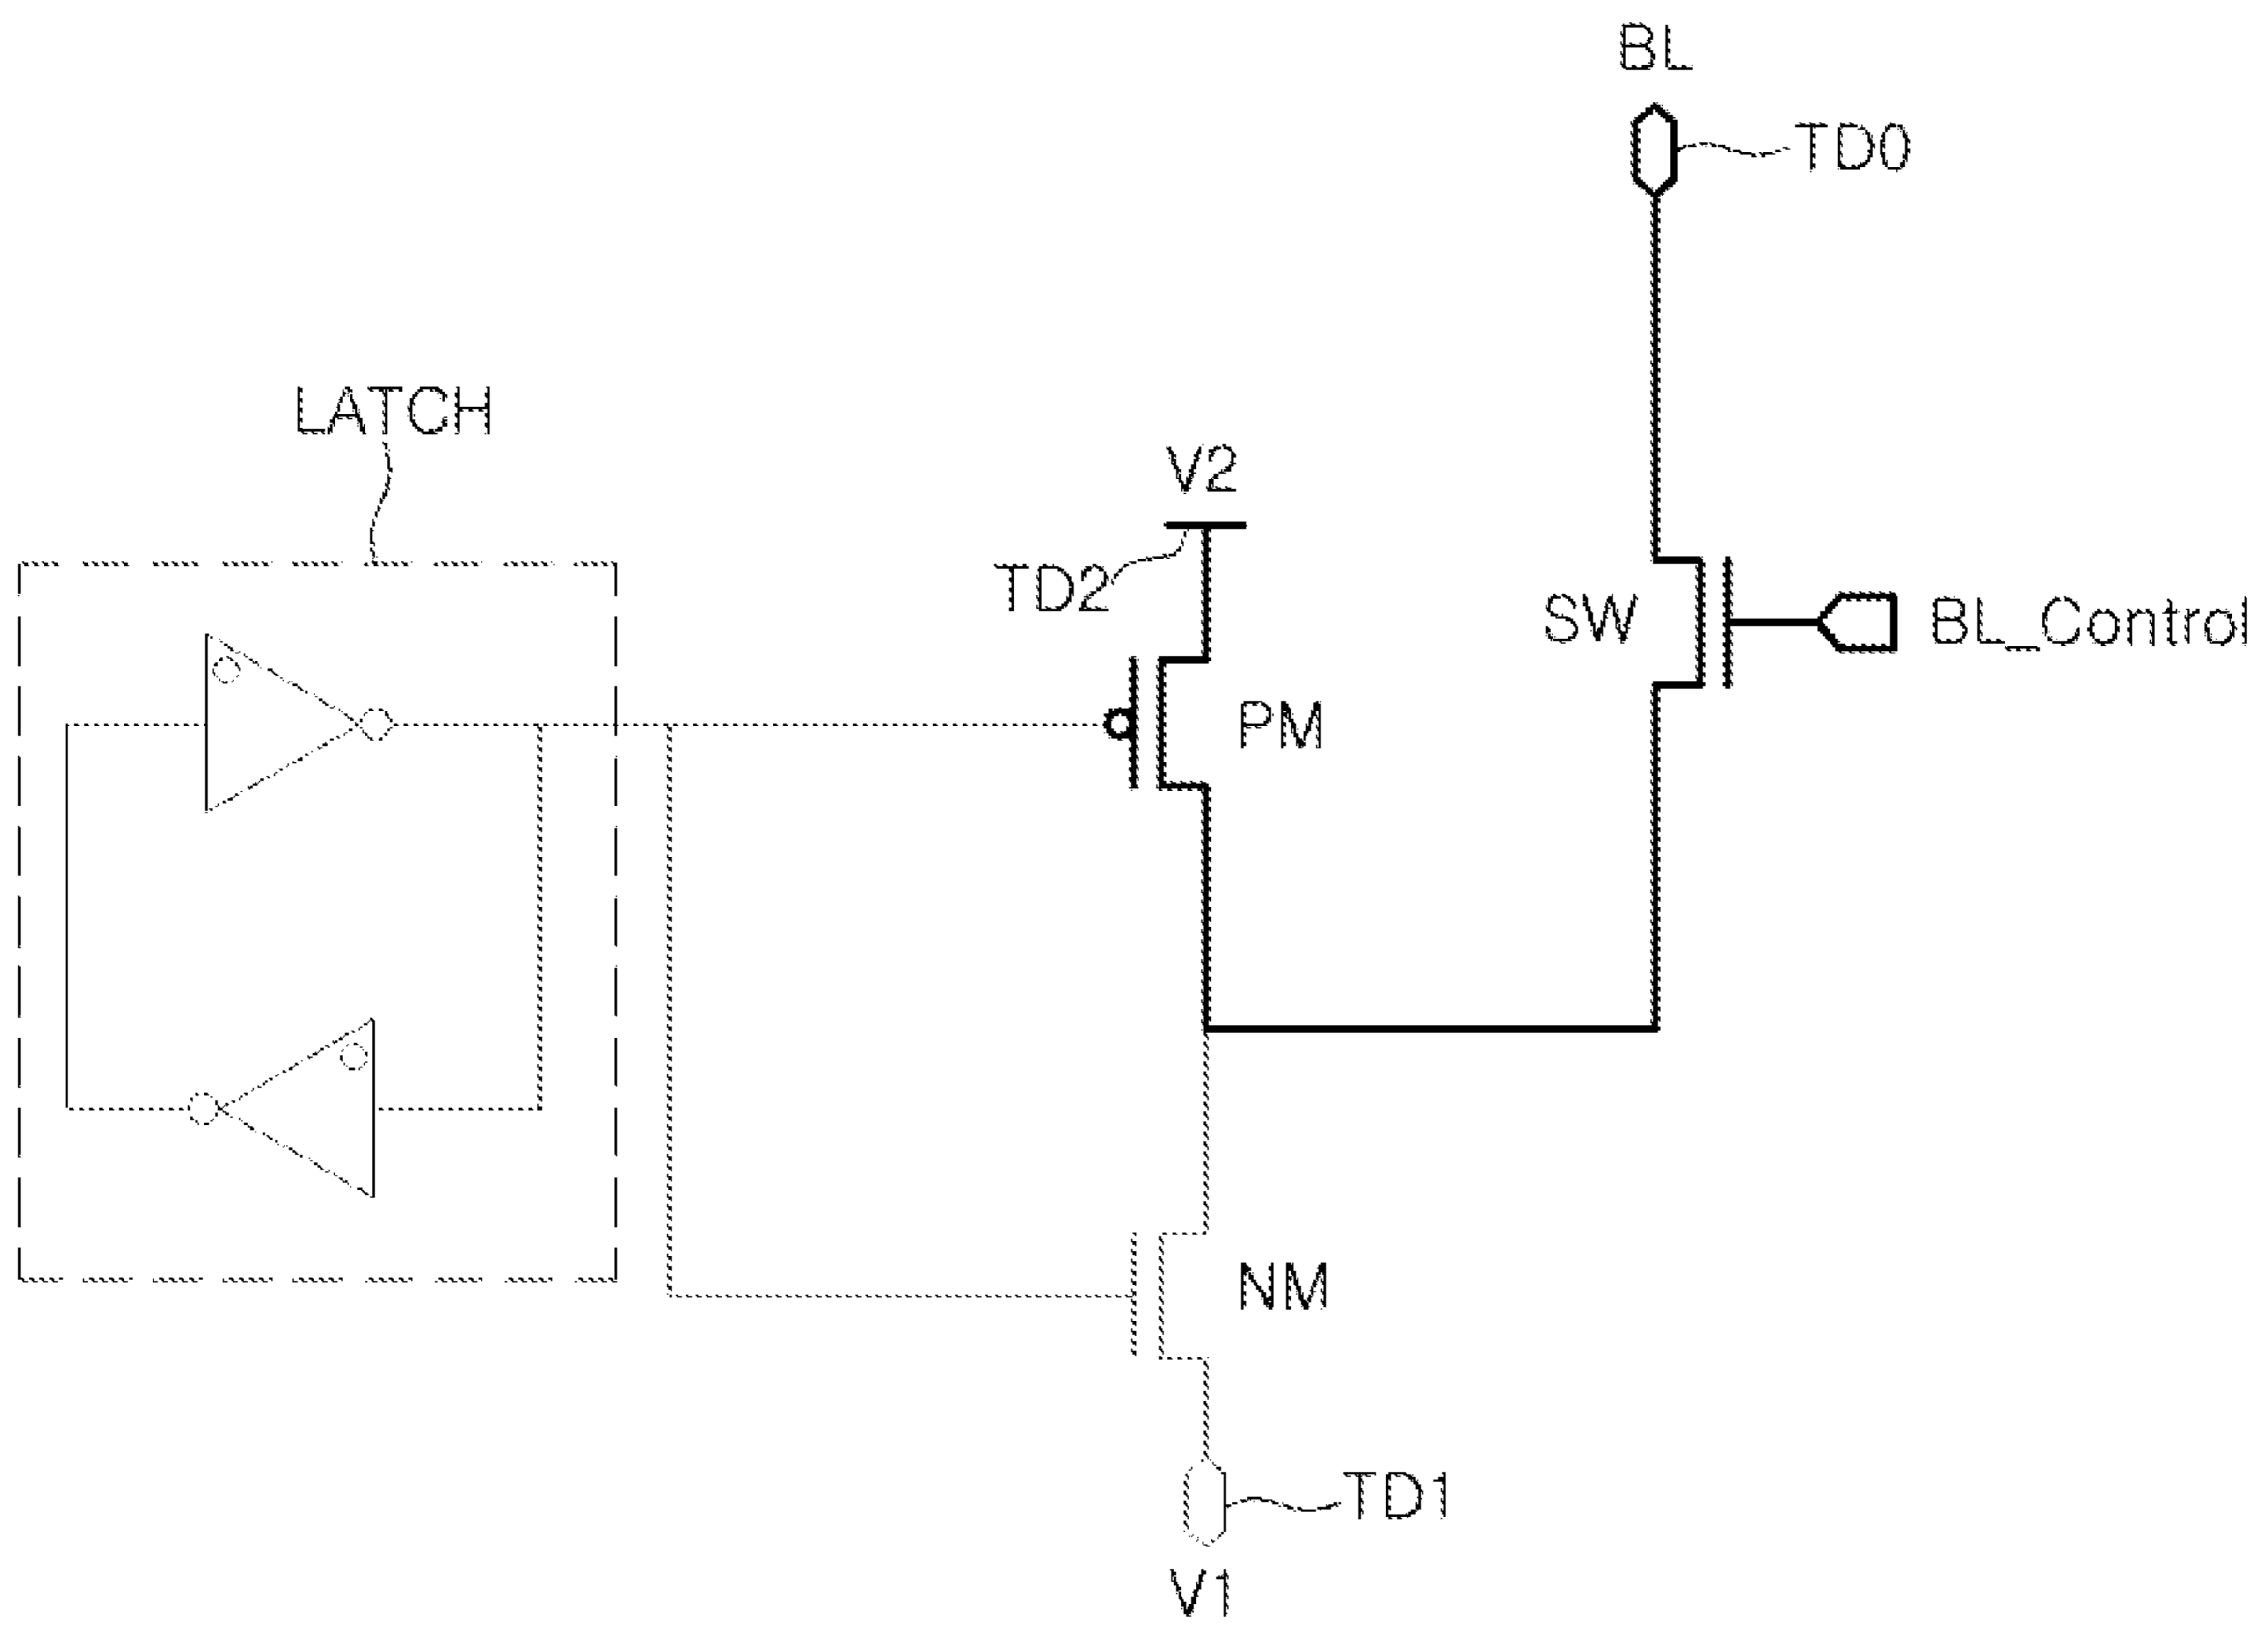 BL
TD0
LATCH
V2
TD2
SW
BL_Control
PM
NM
TD1
V1